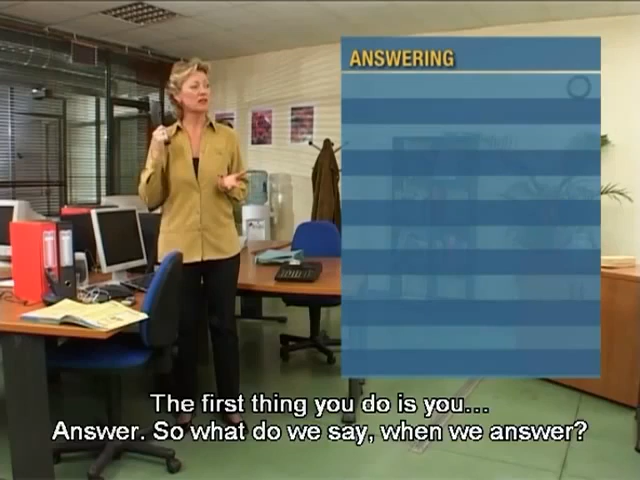 ANSWERING
The first thing you do is you...
Answer. So what do we say, when we answer?